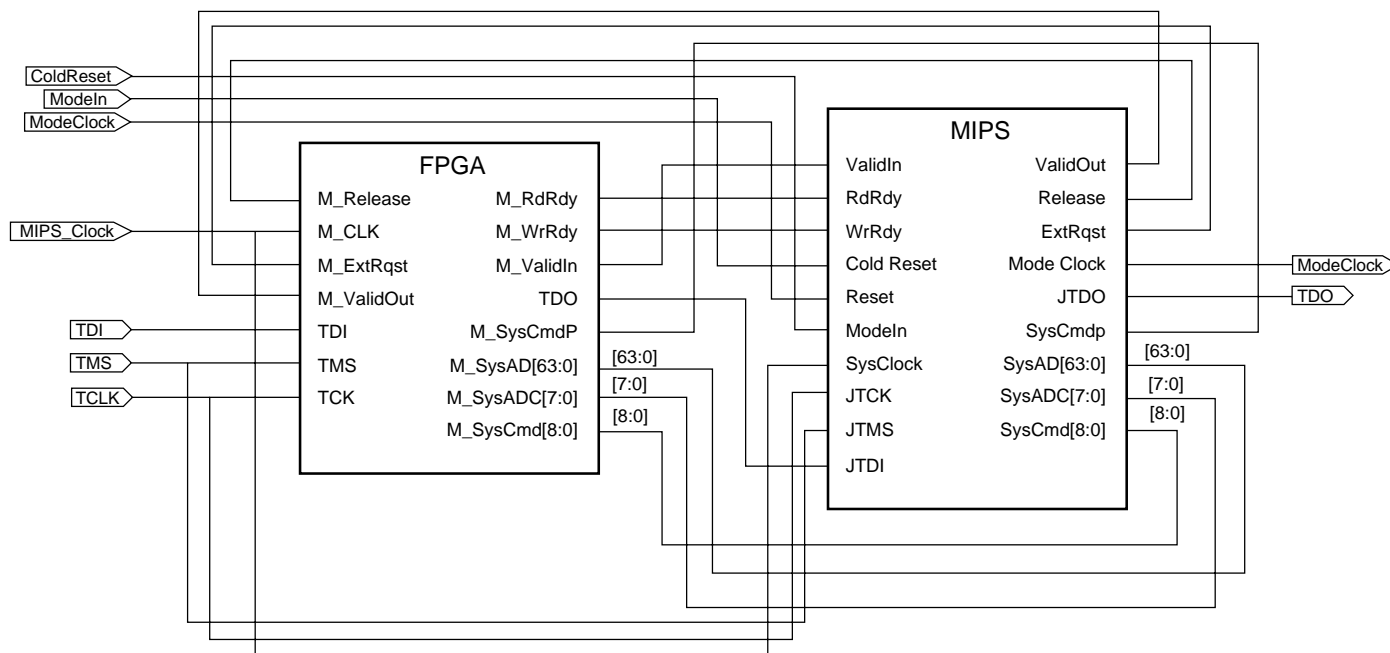 ColdReset
ModeIn
ModeClock
MIPS_Clock
TDI
TMS
TCLK
FPGA
M_Release
M_CLK
M_ExtRqst
M_ValidOut
TDI
TMS
TCK
M_RdRdy
M_WrRdy
M_ValidIn
TDO
M_SysCmdP
M_SysAD[63:0]
M_SysADC[7:0]
M_SysCmd[8:0]
[63:0]
[7:0]
[8:0]
MIPS
ValidIn
RdRdy
WrRdy
Cold Reset
Reset
ModeIn
SysClock
JTCK
JTMS
JTDI
ValidOut
Release
ExtRqst
Mode Clock
JTDO
SysCmdp
SysAD[63:0]
SysADC[7:0]
SysCmd[8:0]
[63:0]
[7:0]
[8:0]
ModeClock
TDO